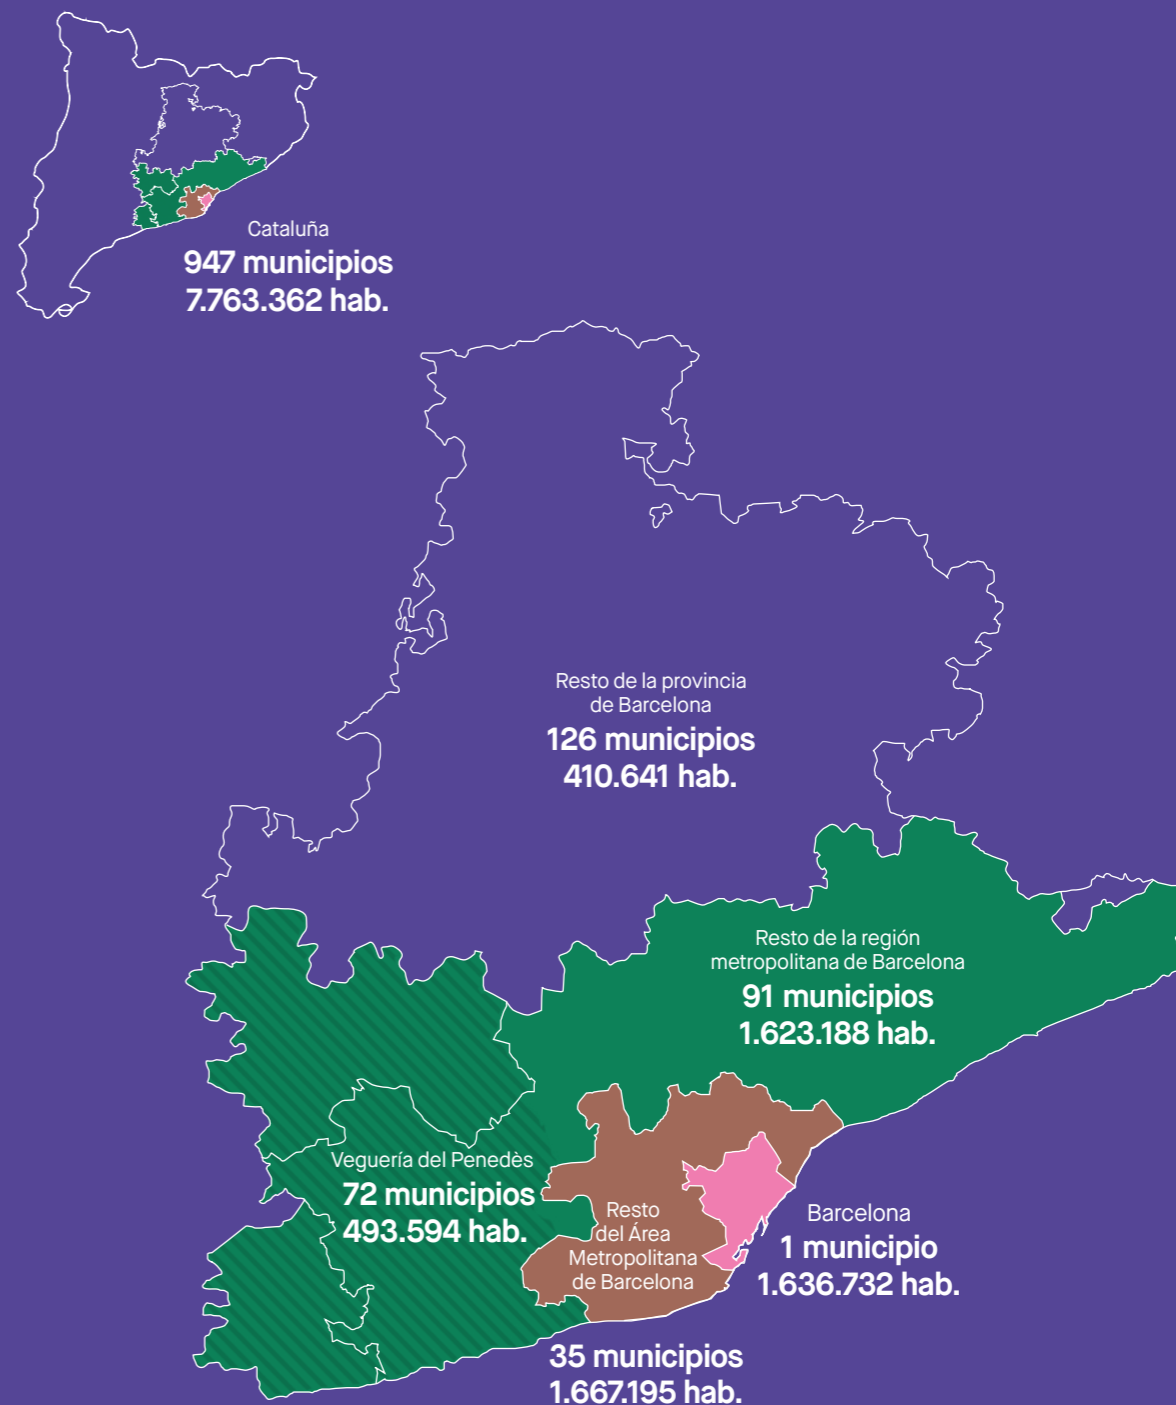 Cataluña
947 municipios
7.763.362 hab.
Resto de la provincia
de Barcelona
126 municipios
410.641 hab.
Resto de la región
metropolitana de Barcelona
91 municipios
1.623.188 hab.
Veguería del Penedès
72 municipios
493.594 hab.
Resto
del Área
Metropolitana
de Barcelona
35 municipios
1.667.195 hab.
Barcelona
1 municipio
1.636.732 hab.